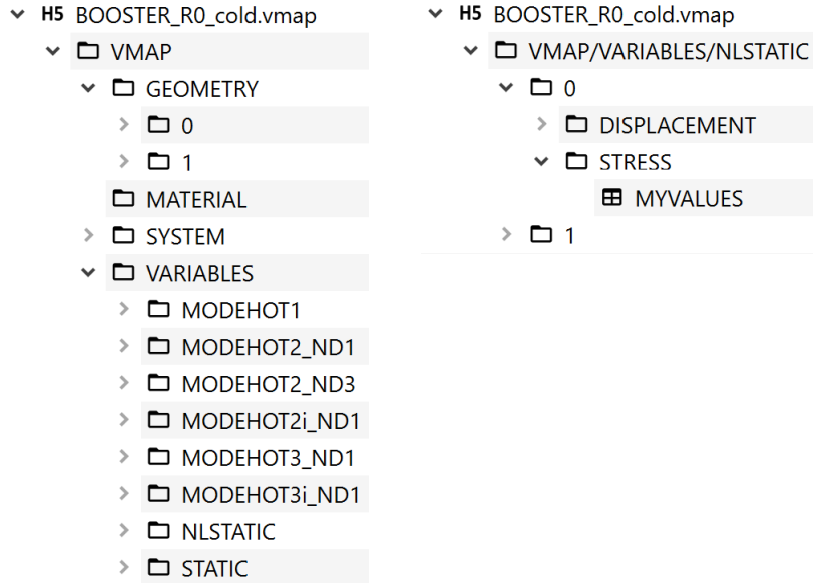 H5 BOOSTER_R0_cold.vmap
VMAP
GEOMETRY
0
1
MATERIAL
SYSTEM
VARIABLES
MODEHOT1
MODEHOT2_ND1
MODEHOT2_ND3
MODEHOT2i_ND1
MODEHOT3_ND1
MODEHOT3i_ND1
NLSTATIC
STATIC
H5 BOOSTER_R0_cold.vmap
VMAP/VARIABLES/NLSTATIC
0
DISPLACEMENT
STRESS
MYVALUES
1